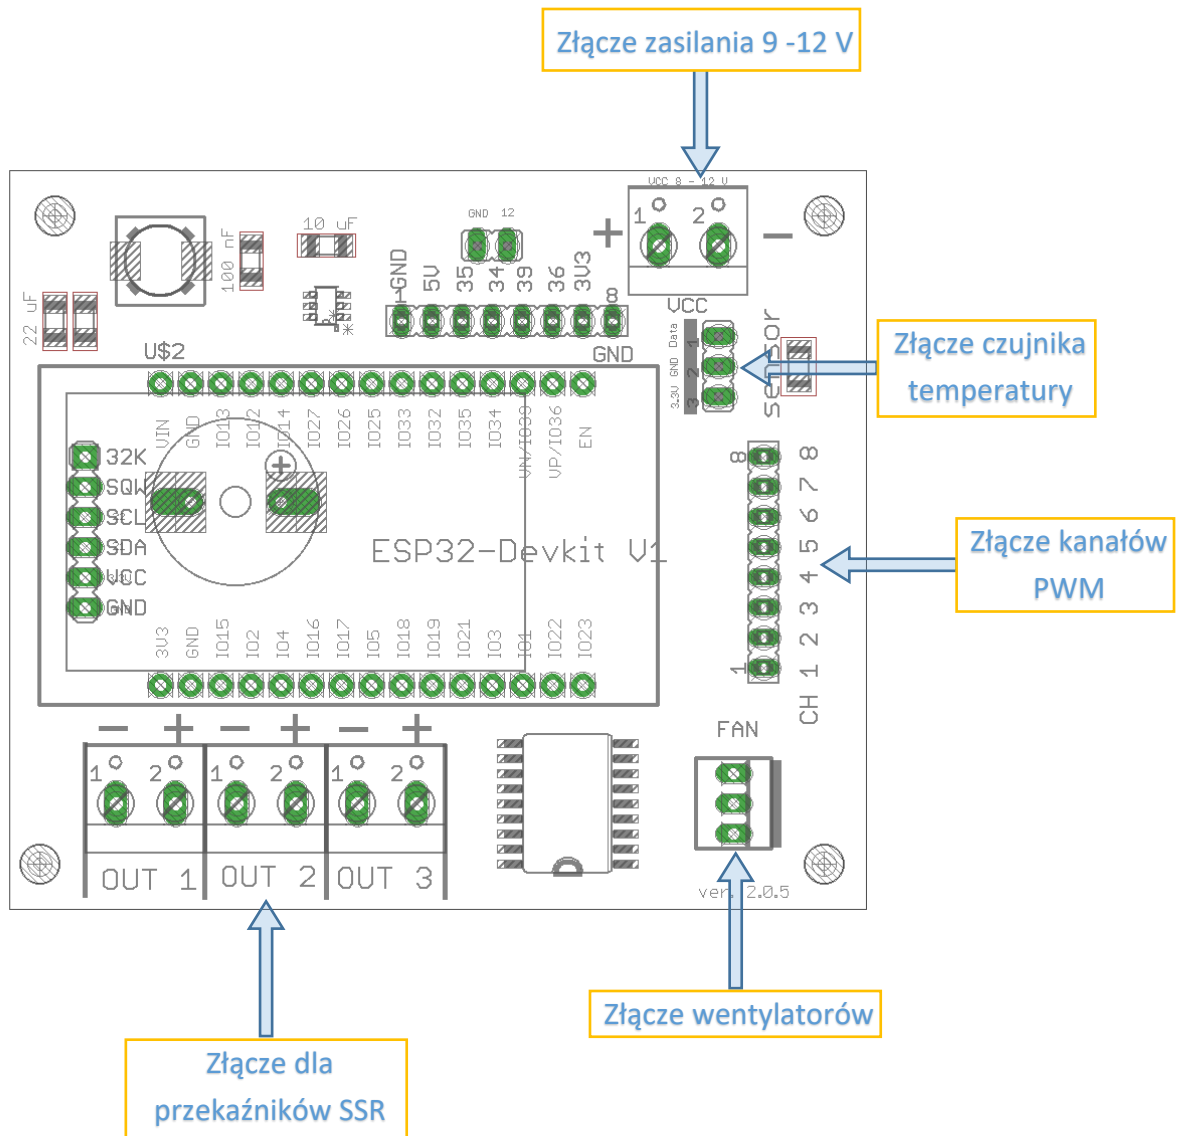 Złącze zasilania 9 -12 V
VCC 8 - 12 V
1 2
+ -
10 uF
100 nF
22 uF
GND 12
GND 5V 35 34 39 36 3V3
1 8
VCC
GND
U$2
Data GND 3.3V
1 2 3
Sensor
Złącze czujnika
temperatury
VIN GND IO13 IO12 IO14 IO27 IO26 IO25 IO33 IO32 IO35 IO34 VN/IO39 VP/IO36 EN
32K
SQW
SCL
SDA
VCC
GND
+
ESP32-Devkit V1
3V3 GND IO15 IO2 IO4 IO16 IO17 IO5 IO18 IO19 IO21 IO3 IO1 IO22 IO23
8
1
CH 1 2 3 4 5 6 7 8
Złącze kanałów
PWM
- + - + - +
1 2 1 2 1 2
OUT 1 OUT 2 OUT 3
FAN
ver. 2.0.5
Złącze wentylatorów
Złącze dla
przekaźników SSR